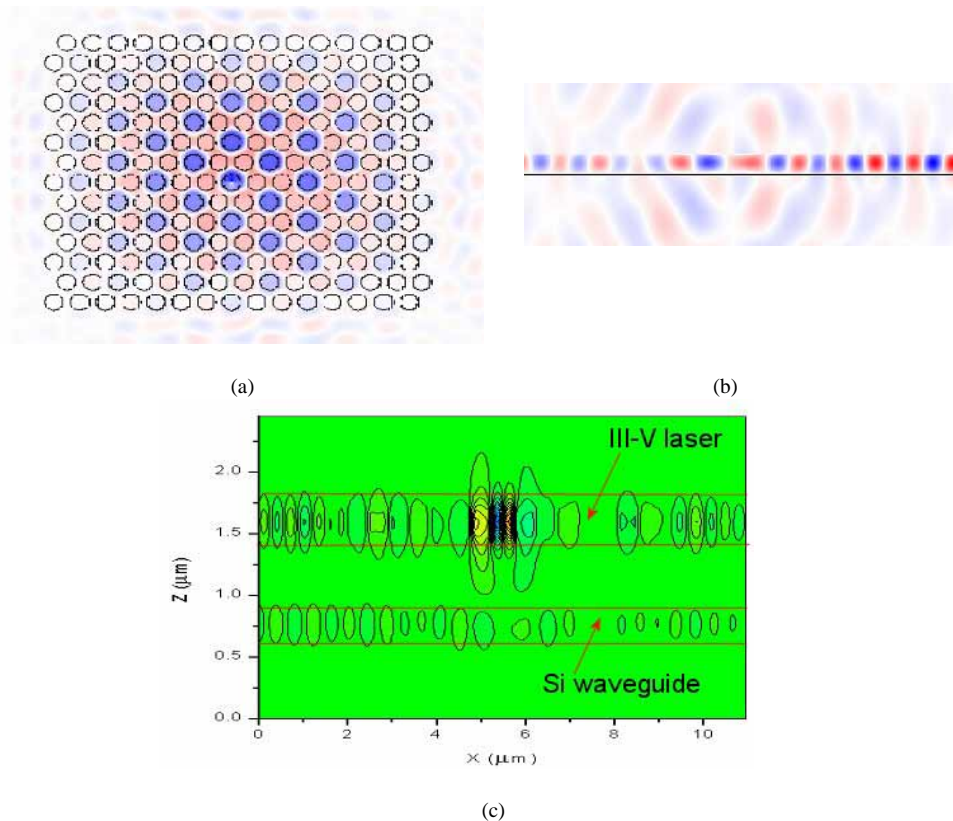 (a)
(b)
III-V laser
2.0
1.5
1.0
0.5
0.0
Z (μm)
Si waveguide
0 2 4 6 8 10
X (μm)
(c)